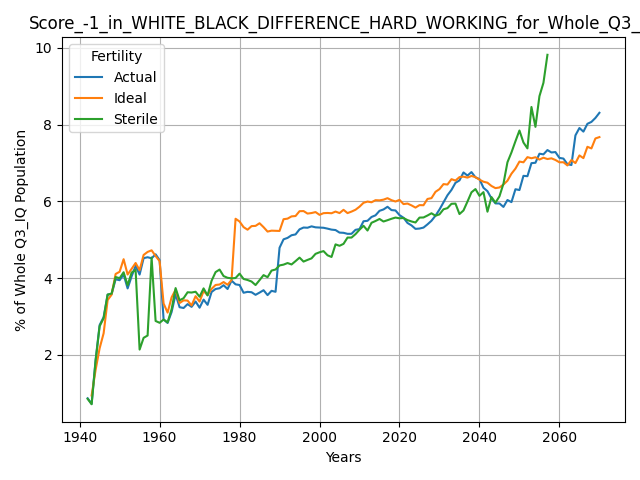 Score_-1_in_WHITE_BLACK_DIFFERENCE_HARD_WORKING_for_Whole_Q3_
Fertility
Actual
Ideal
Sterile
% of Whole Q3_IQ Population
10
8
6
4
2
1940 1960 1980 2000 2020 2040 2060
Years